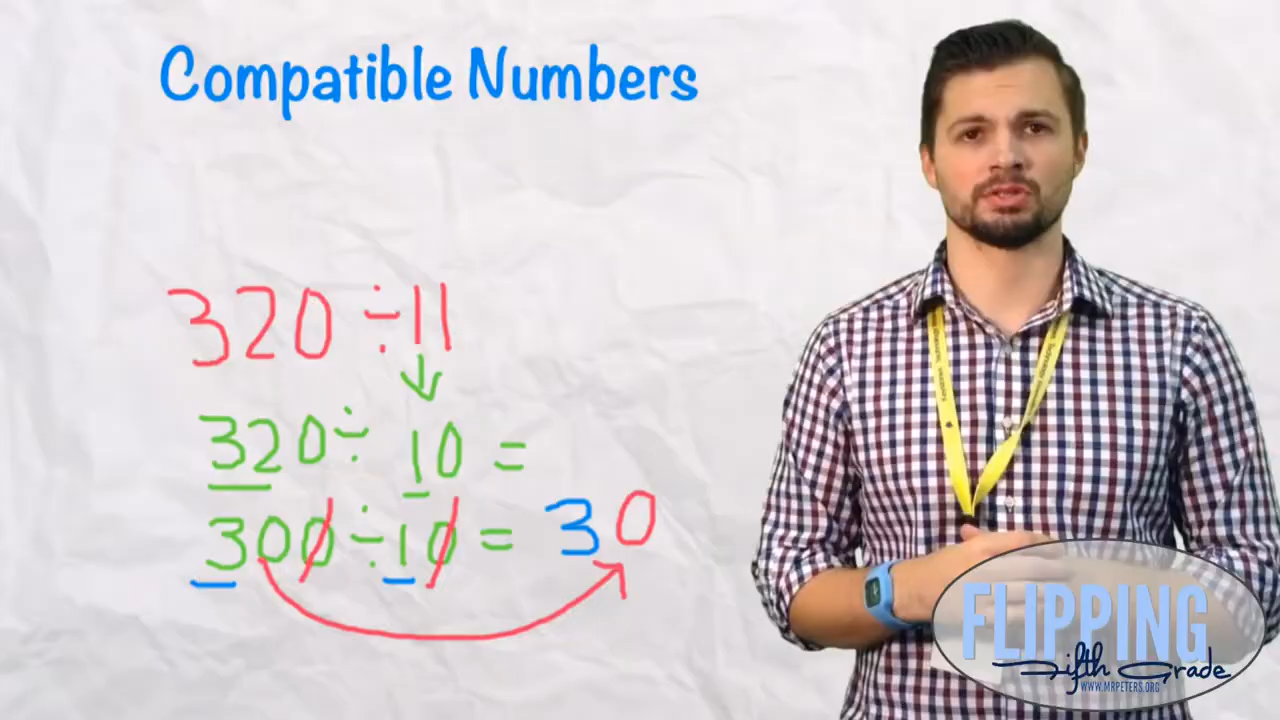 Compatible Numbers
320 ÷ 11
320 ÷ 10 =
300 ÷ 10 = 30
FLIPPING
Fifth Grade
WWW.MRPETERS.ORG